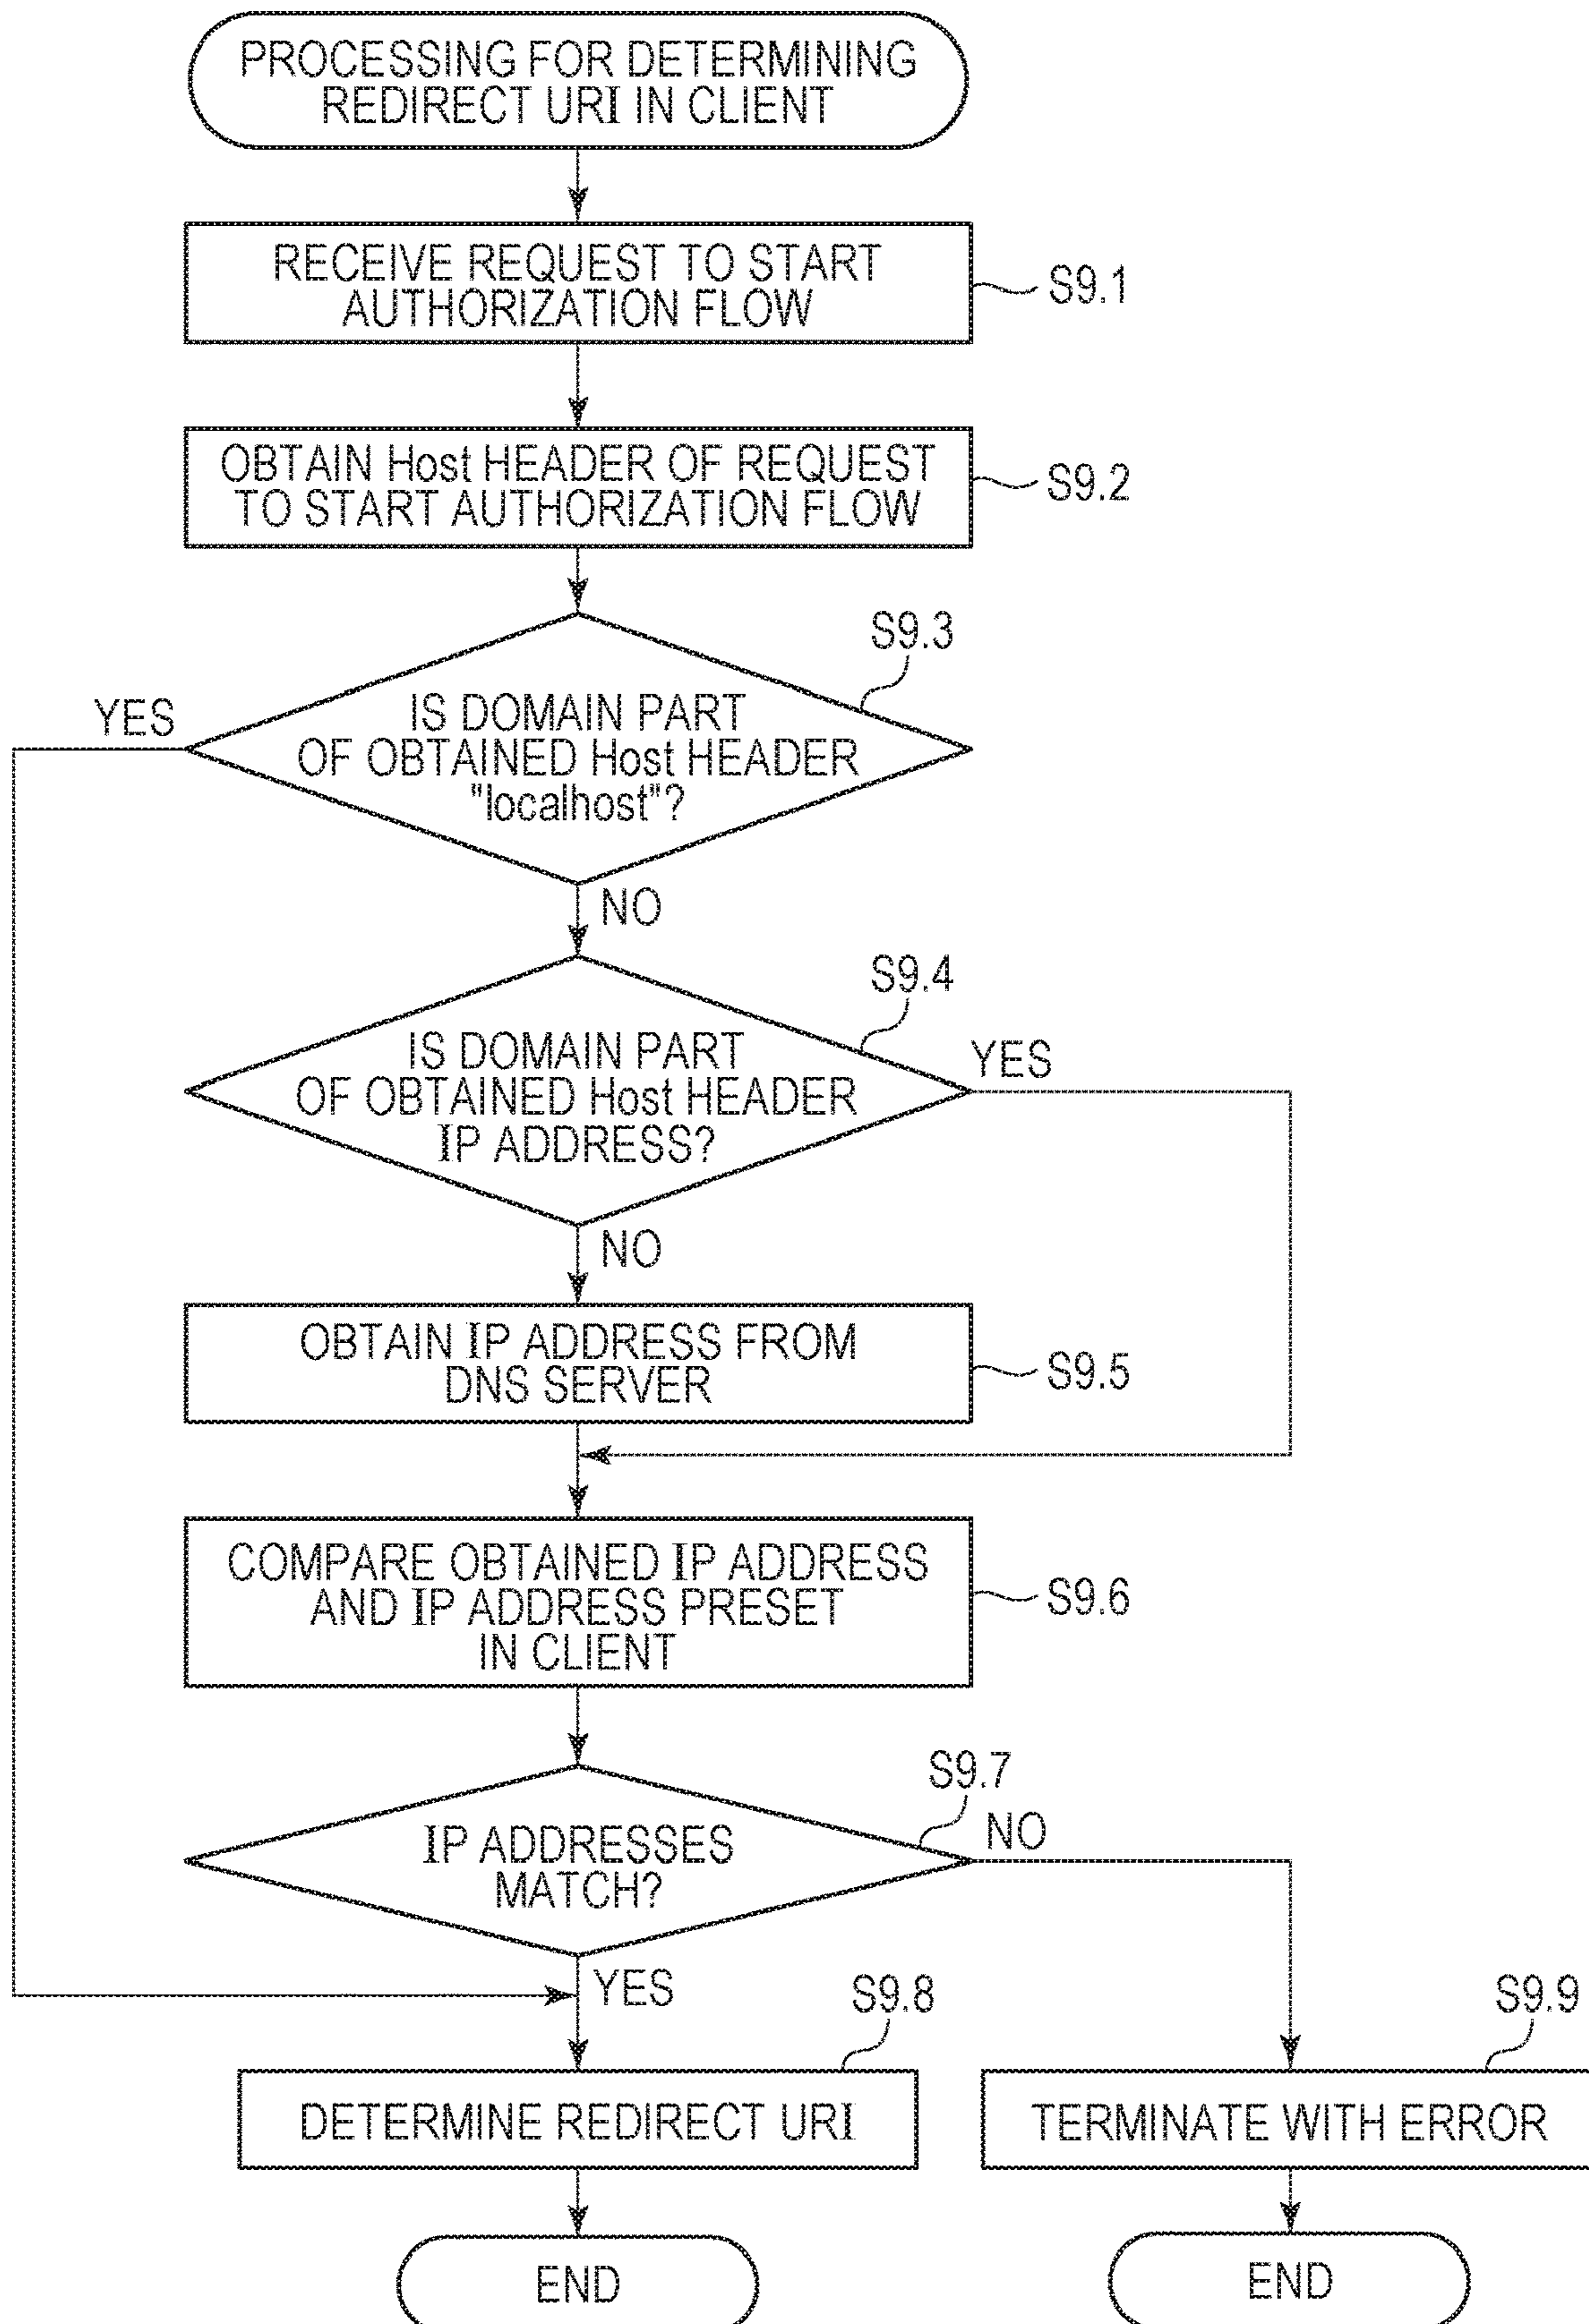 PROCESSING FOR DETERMINING
REDIRECT URI IN CLIENT
RECEIVE REQUEST TO START
AUTHORIZATION FLOW
S9.1
OBTAIN Host HEADER OF REQUEST
TO START AUTHORIZATION FLOW
S9.2
S9.3
YES
IS DOMAIN PART
OF OBTAINED Host HEADER
"localhost"?
NO
S9.4
IS DOMAIN PART
OF OBTAINED Host HEADER
IP ADDRESS?
YES
NO
OBTAIN IP ADDRESS FROM
DNS SERVER
S9.5
COMPARE OBTAINED IP ADDRESS
AND IP ADDRESS PRESET
IN CLIENT
S9.6
S9.7
IP ADDRESSES
MATCH?
NO
YES
S9.8
S9.9
DETERMINE REDIRECT URI
TERMINATE WITH ERROR
END
END